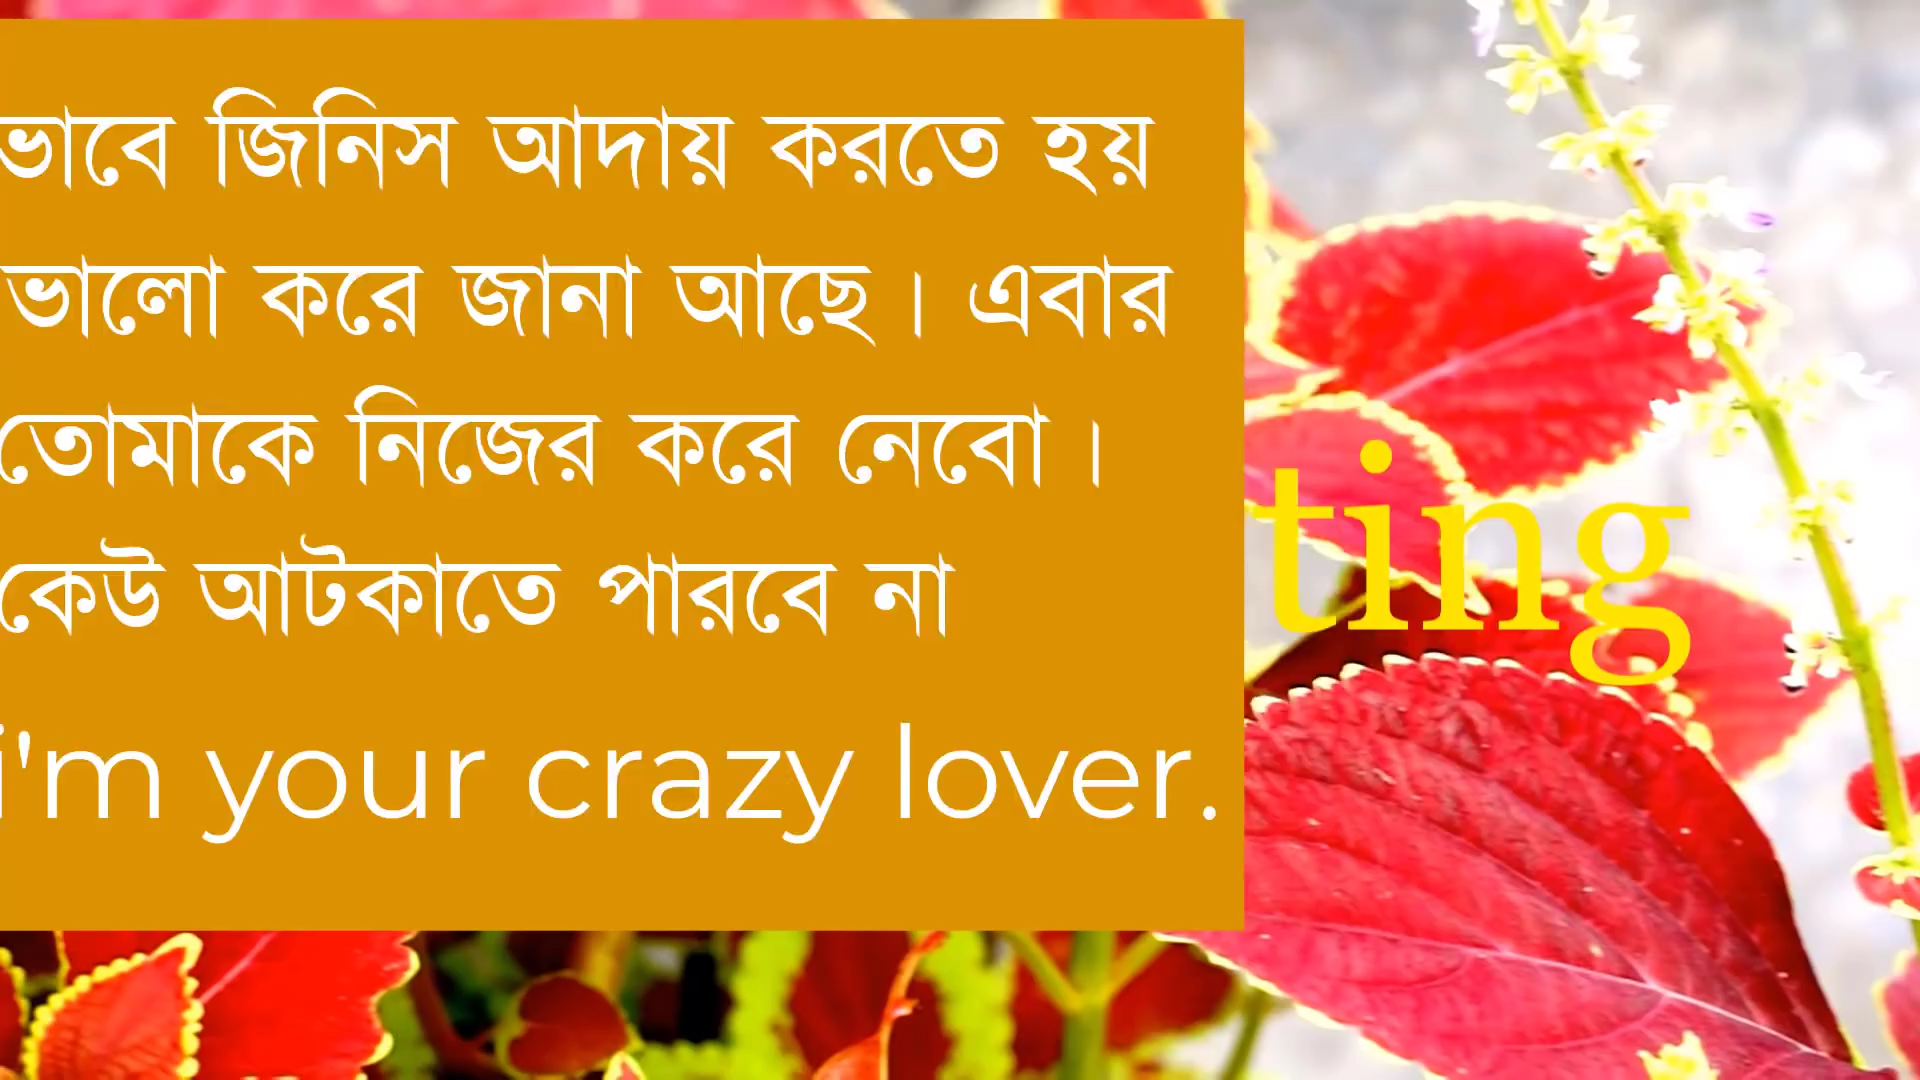 ভাবে জিনিস আদায় করতে হয়
ভালো করে জানা আছে। এবার
তোমাকে নিজের করে নেবো।
কেউ আটকাতে পারবে না
i'm your crazy lover.
ting